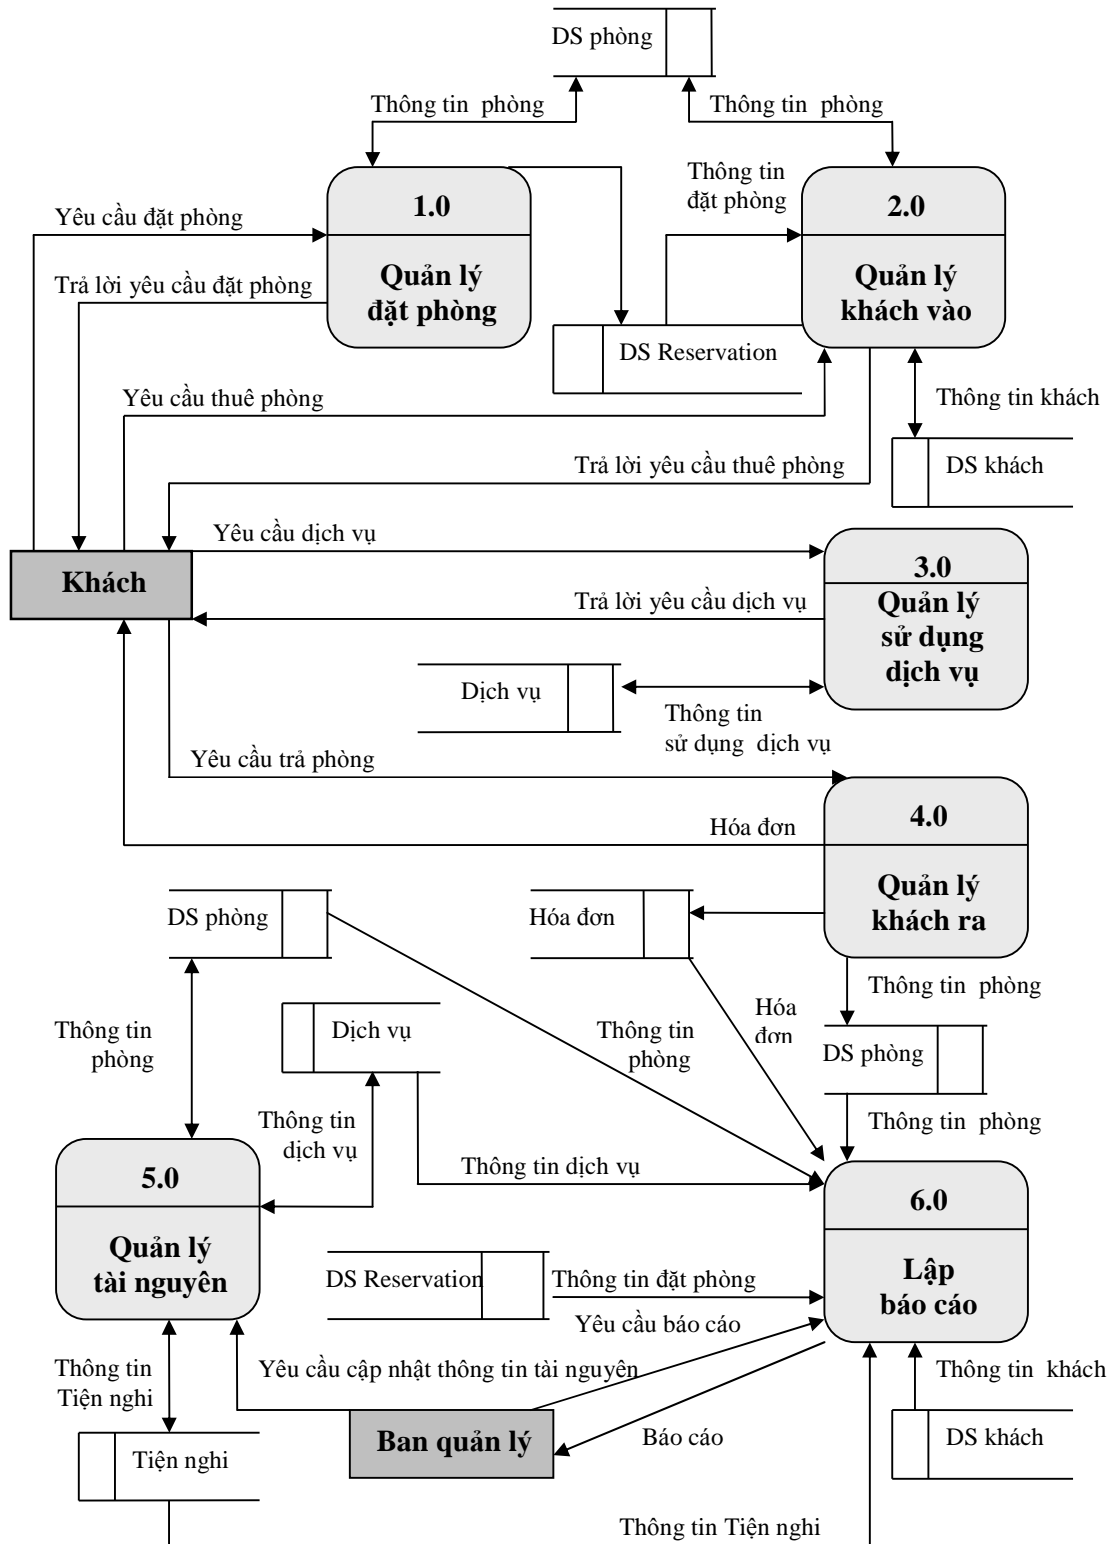 DS phòng
Thông tin phòng
Thông tin phòng
Thông tin
đặt phòng
1.0
2.0
Yêu cầu đặt phòng
Quản lý
đặt phòng
Quản lý
khách vào
Trả lời yêu cầu đặt phòng
DS Reservation
Yêu cầu thuê phòng
Thông tin khách
Trả lời yêu cầu thuê phòng
DS khách
Yêu cầu dịch vụ
Khách
3.0
Quản lý
sử dụng
dịch vụ
Trả lời yêu cầu dịch vụ
Dịch vụ
Thông tin
sử dụng dịch vụ
Yêu cầu trả phòng
4.0
Hóa đơn
Quản lý
khách ra
DS phòng
Hóa đơn
Thông tin phòng
Thông tin
phòng
Dịch vụ
Thông tin
phòng
Hóa
đơn
DS phòng
Thông tin
dịch vụ
Thông tin phòng
Thông tin dịch vụ
5.0
6.0
Quản lý
tài nguyên
Lập
báo cáo
DS Reservation
Thông tin đặt phòng
Yêu cầu báo cáo
Thông tin
Tiện nghi
Yêu cầu cập nhật thông tin tài nguyên
Thông tin khách
Ban quản lý
Báo cáo
DS khách
Tiện nghi
Thông tin Tiện nghi